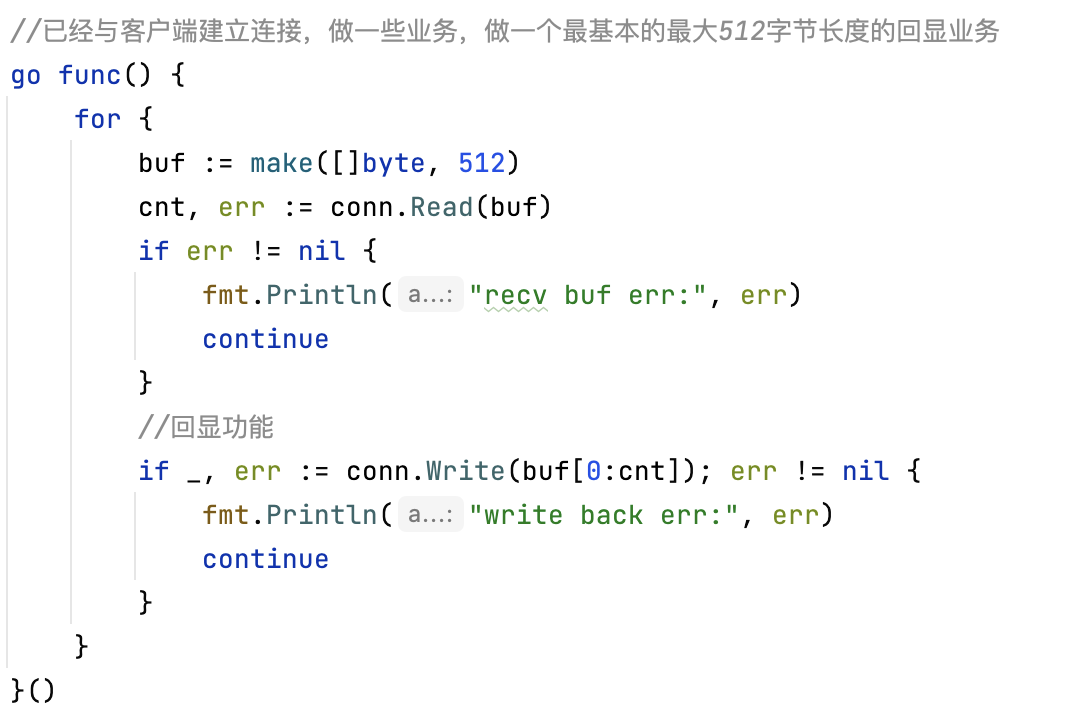 //已经与客户端建立连接，做一些业务，做一个最基本的最大512字节长度的回显业务
go func() {
    for {
        buf := make([]byte, 512)
        cnt, err := conn.Read(buf)
        if err != nil {
            fmt.Println( a...: "recv buf err:", err)
            continue
        }
        //回显功能
        if _, err := conn.Write(buf[0:cnt]); err != nil {
            fmt.Println( a...: "write back err:", err)
            continue
        }
    }
}()